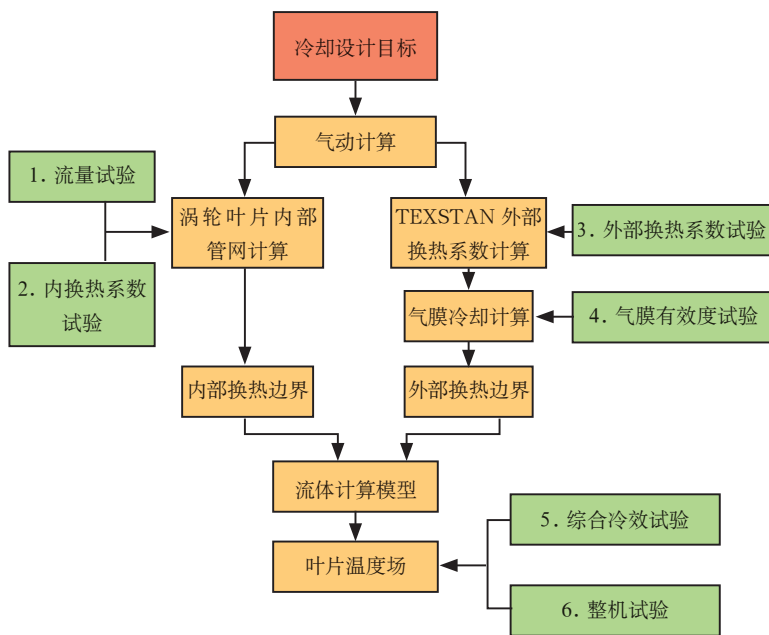 冷却设计目标
气动计算
1. 流量试验
涡轮叶片内部
管网计算
TEXSTAN 外部
换热系数计算
3. 外部换热系数试验
2. 内换热系数
试验
气膜冷却计算
4. 气膜有效度试验
内部换热边界
外部换热边界
流体计算模型
5. 综合冷效试验
叶片温度场
6. 整机试验